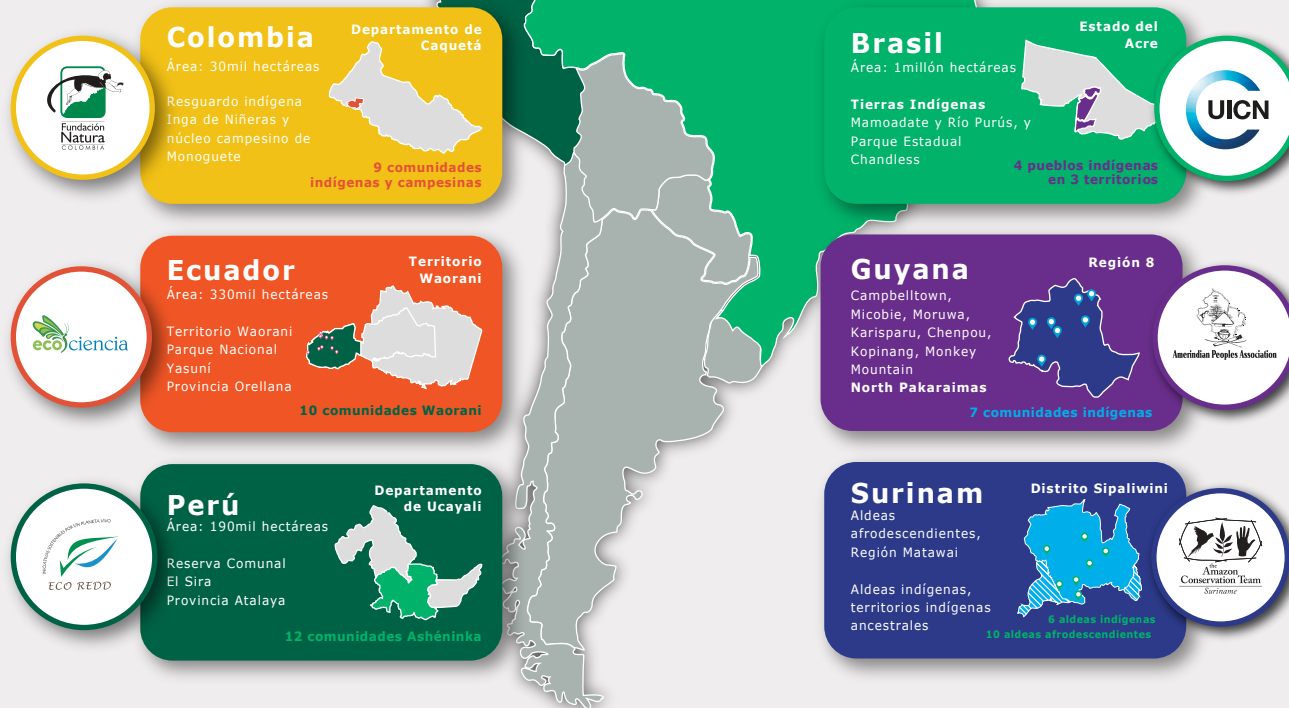 Colombia
Departamento de
Caquetá
Área: 30mil hectáreas
Resguardo indígena
Inga de Niñeras y
núcleo campesino de
Monoguete
9 comunidades
indígenas y campesinas
Fundación
Natura
COLOMBIA
Brasil
Estado del
Acre
Área: 1millón hectáreas
Tierras Indígenas
Mamoadate y Río Purús, y
Parque Estadual
Chandless
4 pueblos indígenas
en 3 territorios
UICN
Ecuador
Territorio
Waorani
Área: 330mil hectáreas
Territorio Waorani
Parque Nacional
Yasuní
Provincia Orellana
10 comunidades Waorani
ecociencia
Guyana
Región 8
Campbelltown,
Micobie, Moruwa,
Karisparu, Chenpou,
Kopinang, Monkey
Mountain
North Pakaraimas
7 comunidades indígenas
Amerindian Peoples Association
Perú
Departamento
de Ucayali
Área: 190mil hectáreas
Reserva Comunal
El Sira
Provincia Atalaya
12 comunidades Ashéninka
INICIATIVAS SOSTENIBLES POR UN PLANETA VIVO
ECO REDD
Surinam
Distrito Sipaliwini
Aldeas
afrodescendientes,
Región Matawai
Aldeas indígenas,
territorios indígenas
ancestrales
6 aldeas indígenas
10 aldeas afrodescendientes
the
Amazon
Conservation Team
Suriname